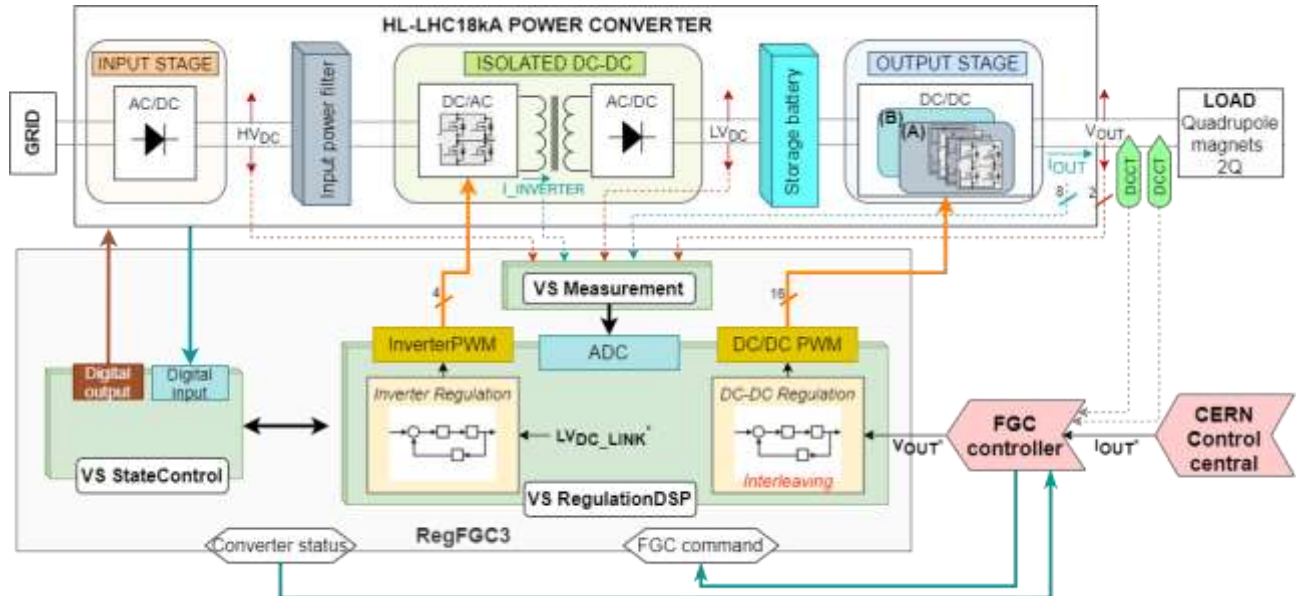 HL-LHC18kA POWER CONVERTER
INPUT STAGE
ISOLATED DC-DC
OUTPUT STAGE
GRID
AC/DC
HVDC
Input power filter
DC/AC
AC/DC
I_INVERTER
LVDC
Storage battery
DC/DC
(B)
(A)
VOUT
IOUT
8
2
DCCT
DCCT
LOAD
Quadrupole
magnets
2Q
VS Measurement
4
16
InverterPWM
ADC
DC/DC PWM
Digital
output
Digital
input
Inverter Regulation
LVDC_LINK*
DC-DC Regulation
Interleaving
VS StateControl
VS RegulationDSP
RegFGC3
VOUT*
FGC
controller
IOUT*
CERN
Control
central
Converter status
FGC command